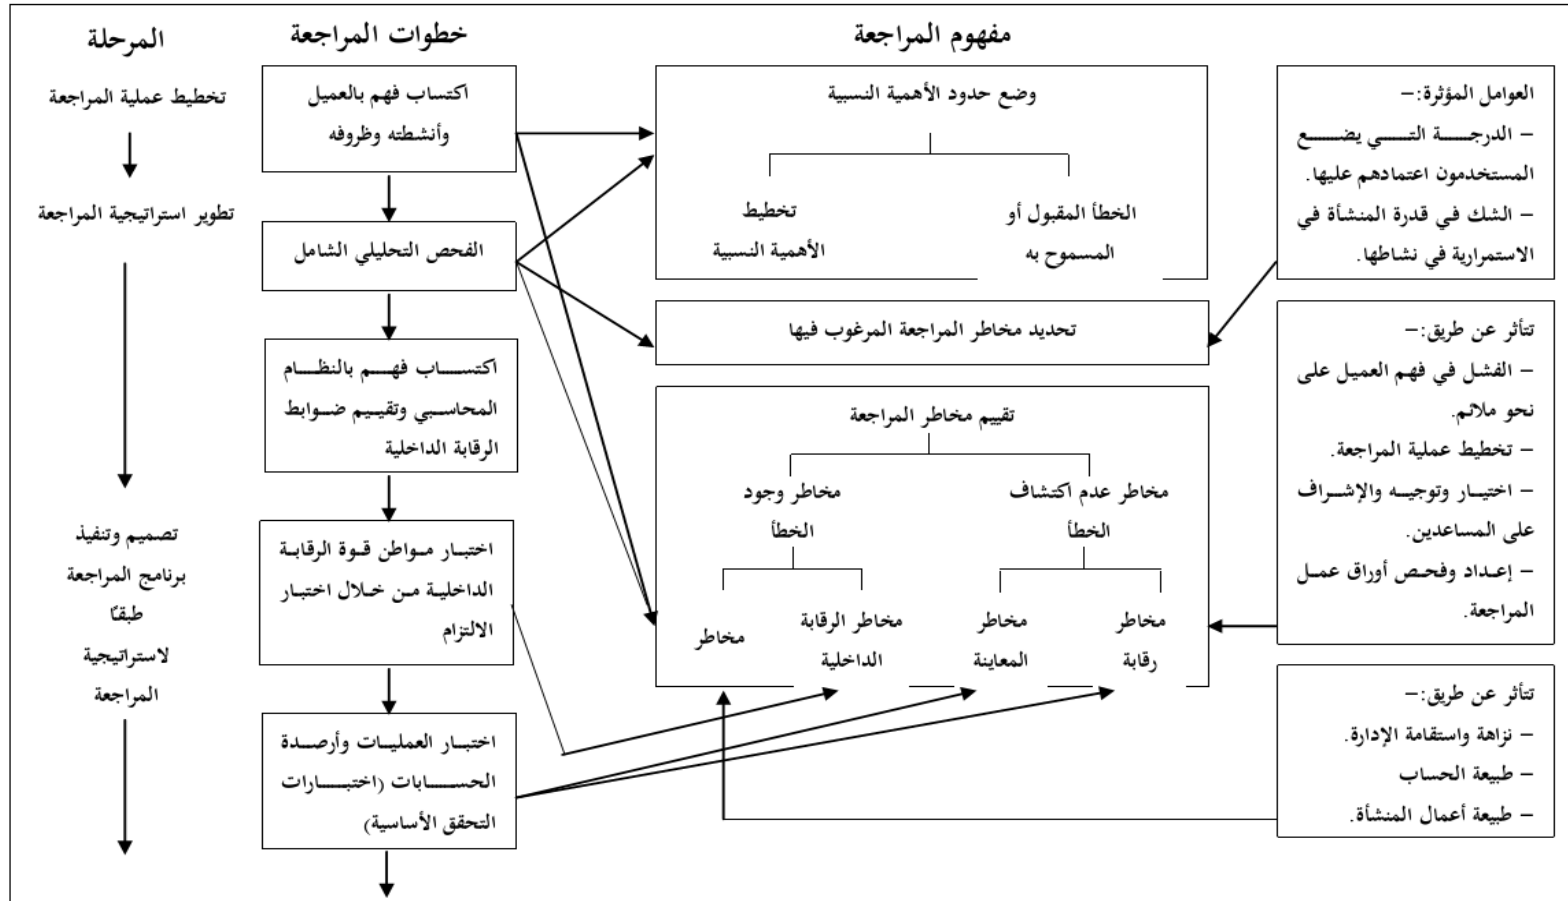 المرحلة
خطوات المراجعة
مفهوم المراجعة
تخطيط عملية المراجعة
تطوير استراتيجية المراجعة
تصميم وتنفيذ
برنامج المراجعة
طبقًا
لاستراتيجية
المراجعة
اكتساب فهم بالعميل
وأنشطته وظروفه
الفحص التحليلي الشامل
اكتساب فهم بالنظام
المحاسبي وتقييم ضوابط
الرقابة الداخلية
اختبار مواطن قوة الرقابة
الداخلية من خلال اختبار
الالتزام
اختبار العمليات وأرصدة
الحسابات (اختبارات
التحقق الأساسية)
وضع حدود الأهمية النسبية
الخطأ المقبول أو
المسموح به
تخطيط
الأهمية النسبية
تحديد مخاطر المراجعة المرغوب فيها
تقييم مخاطر المراجعة
مخاطر عدم اكتشاف
الخطأ
مخاطر وجود
الخطأ
مخاطر
رقابة
مخاطر
المعاينة
مخاطر الرقابة
الداخلية
مخاطر
العوامل المؤثرة:–
– الدرجة التي يضع
المستخدمون اعتمادهم عليها.
– الشك في قدرة المنشأة في
الاستمرارية في نشاطها.
تتأثر عن طريق:–
– الفشل في فهم العميل على
نحو ملائم.
– تخطيط عملية المراجعة.
– اختيار وتوجيه والإشراف
على المساعدين.
– إعداد وفحص أوراق عمل
المراجعة.
تتأثر عن طريق:–
– نزاهة واستقامة الإدارة.
– طبيعة الحساب
– طبيعة أعمال المنشأة.